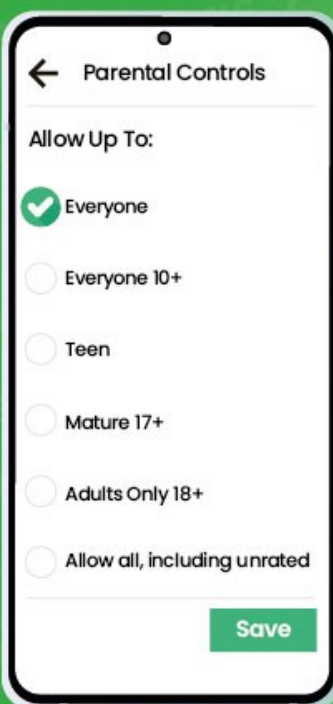 Parental Controls
Allow Up To:
Everyone
Everyone 10+
Teen
Mature 17+
Adults Only 18+
Allow all, including unrated
Save